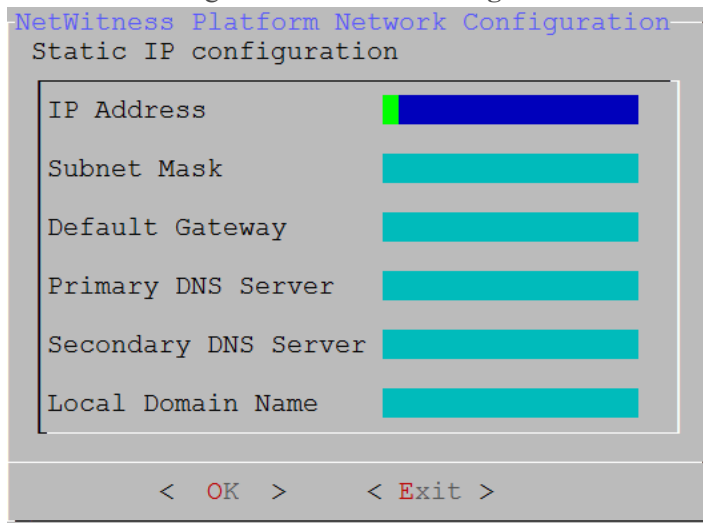 NetWitness Platform Network Configuration
Static IP configuration
IP Address
Subnet Mask
Default Gateway
Primary DNS Server
Secondary DNS Server
Local Domain Name
< OK > < Exit >